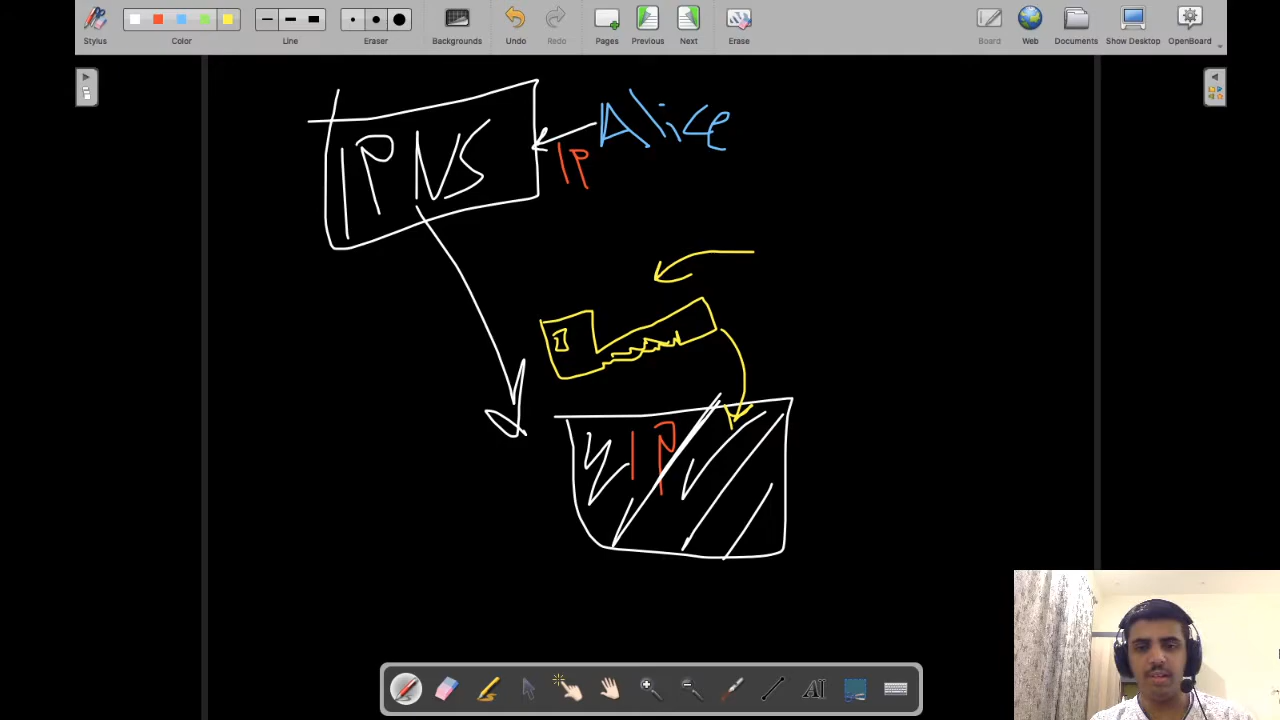 Stylus Color Line Eraser Backgrounds Undo Redo Pages Previous Next Erase Board Web Documents Show Desktop OpenBoard
Alice
IPNS
IP
IP
AI